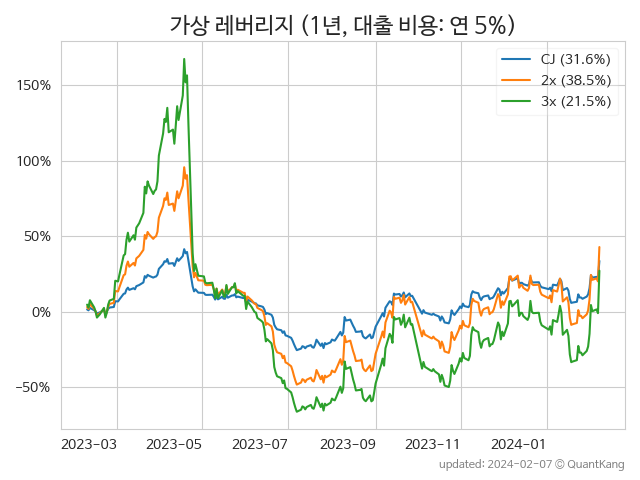 가상 레버리지 (1년, 대출 비용: 연 5%)
CJ (31.6%)
2x (38.5%)
3x (21.5%)
150%
100%
50%
0%
−50%
2023-03 2023-05 2023-07 2023-09 2023-11 2024-01
updated: 2024-02-07 © QuantKang